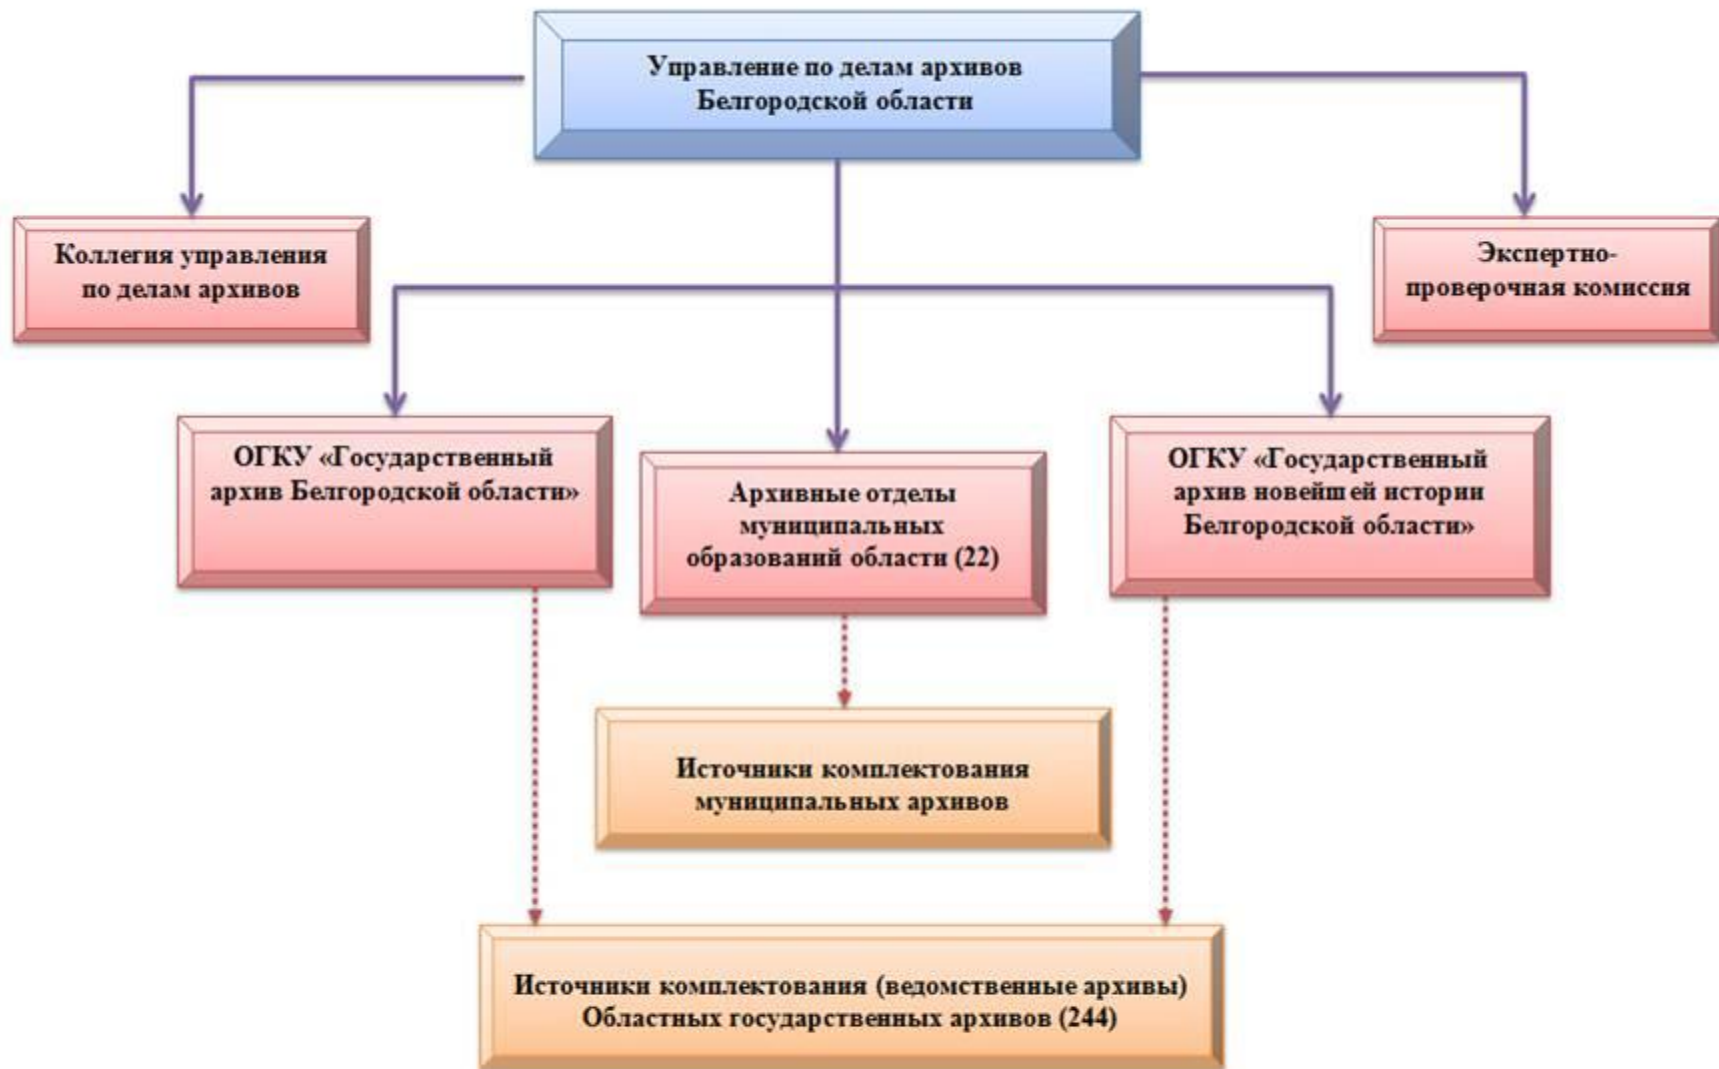 Управление по делам архивов
Белгородской области
Коллегия управления
по делам архивов
Экспертно-
проверочная комиссия
ОГКУ «Государственный
архив Белгородской области»
Архивные отделы
муниципальных
образований области (22)
ОГКУ «Государственный
архив новейшей истории
Белгородской области»
Источники комплектования
муниципальных архивов
Источники комплектования (ведомственные архивы)
Областных государственных архивов (244)